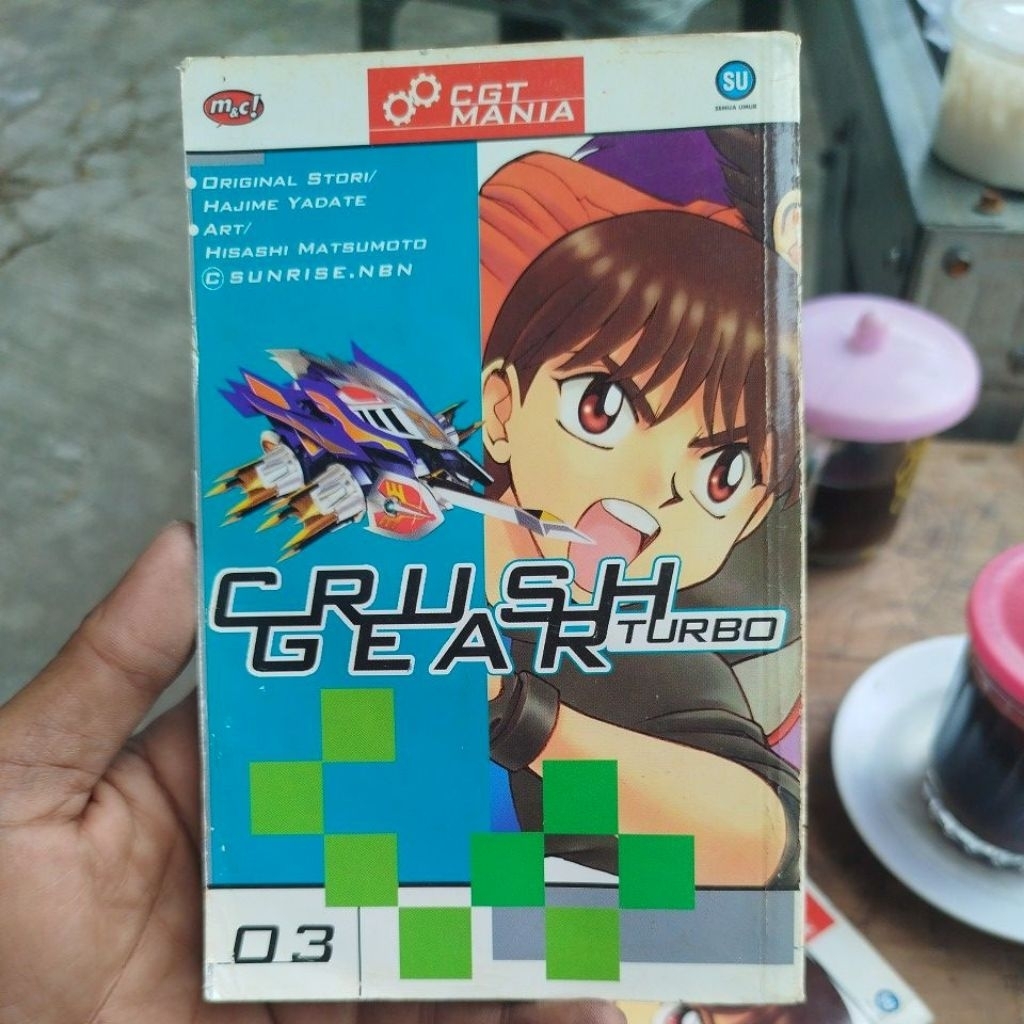 m&c!
CGT
MANIA
SU
SEMUA UMUR
ORIGINAL STORI/
HAJIME YADATE
ART/
HISASHI MATSUMOTO
©SUNRISE.NBN
CRUSH
GEAR TURBO
03